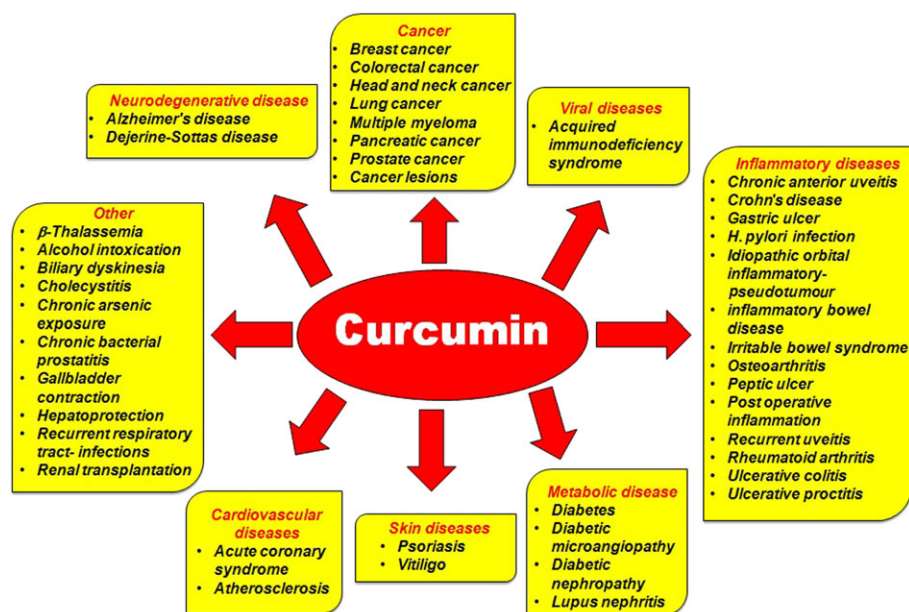 Cancer
• Breast cancer
• Colorectal cancer
• Head and neck cancer
• Lung cancer
• Multiple myeloma
• Pancreatic cancer
• Prostate cancer
• Cancer lesions
Neurodegenerative disease
• Alzheimer's disease
• Dejerine-Sottas disease
Viral diseases
• Acquired
immunodeficiency
syndrome
Inflammatory diseases
• Chronic anterior uveitis
• Crohn's disease
• Gastric ulcer
• H. pylori infection
• Idiopathic orbital
inflammatory-
pseudotumour
• inflammatory bowel
disease
• Irritable bowel syndrome
• Osteoarthritis
• Peptic ulcer
• Post operative
inflammation
• Recurrent uveitis
• Rheumatoid arthritis
• Ulcerative colitis
• Ulcerative proctitis
Other
• β-Thalassemia
• Alcohol intoxication
• Biliary dyskinesia
• Cholecystitis
• Chronic arsenic
exposure
• Chronic bacterial
prostatitis
• Gallbladder
contraction
• Hepatoprotection
• Recurrent respiratory
tract- infections
• Renal transplantation
Curcumin
Cardiovascular
diseases
• Acute coronary
syndrome
• Atherosclerosis
Skin diseases
• Psoriasis
• Vitiligo
Metabolic disease
• Diabetes
• Diabetic
microangiopathy
• Diabetic
nephropathy
• Lupus nephritis